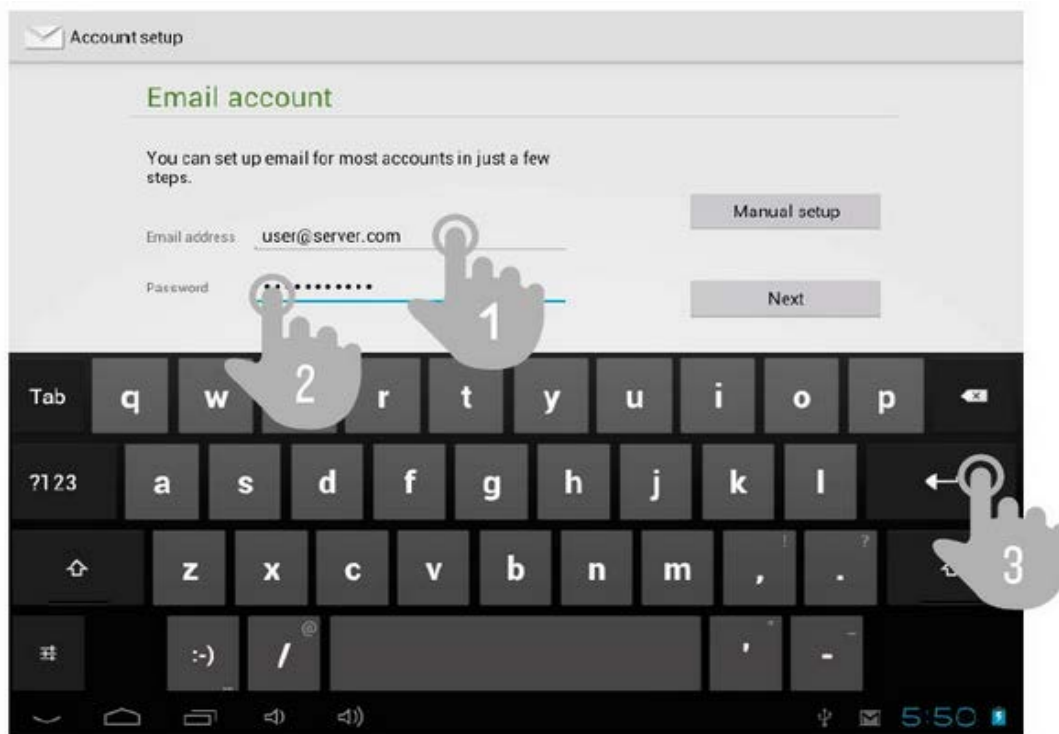 Account setup
Email account
You can set up email for most accounts in just a few
steps.
Manual setup
Email address user@server.com
Password ••••••••••
Next
1
2
Tab q w r t y u i o p
?123 a s d f g h j k l
3
! ?
z x c v b n m , .
@ " _
:-) / ' -
...
5:50